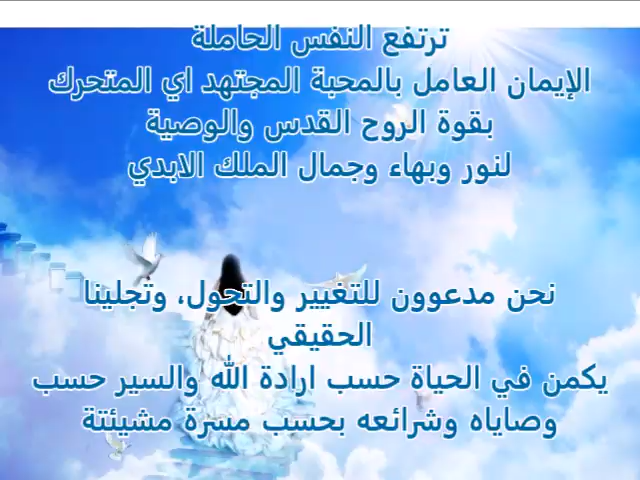 ترتفع النفس الحاملة
الإيمان العامل بالمحبة المجتهد اي المتحرك
بقوة الروح القدس والوصية
لنور وبهاء وجمال الملك الابدي
نحن مدعوون للتغيير والتحول، وتجلينا
الحقيقي
يكمن في الحياة حسب ارادة الله والسير حسب
وصاياه وشرائعه بحسب مسرة مشيئتة